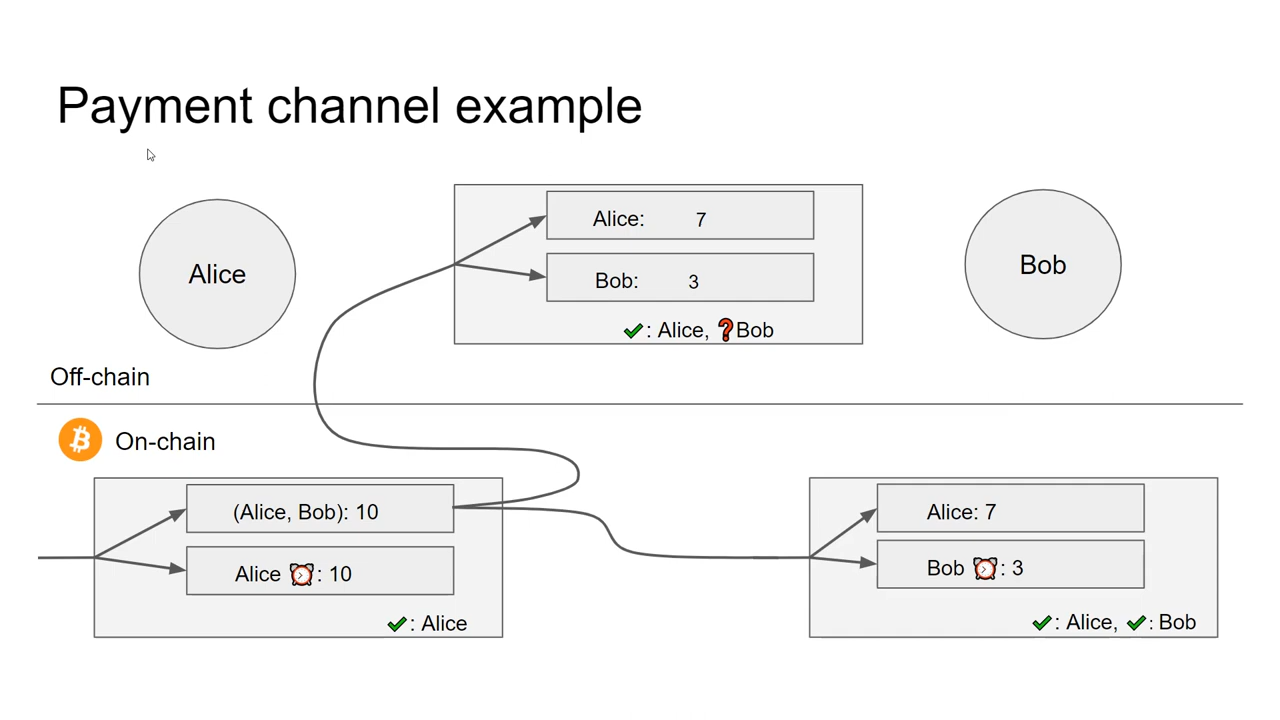 Payment channel example
Alice
Alice: 7
Bob: 3
✔: Alice, ❓Bob
Bob
Off-chain
On-chain
(Alice, Bob): 10
Alice ⏰: 10
✔: Alice
Alice: 7
Bob ⏰: 3
✔: Alice, ✔: Bob